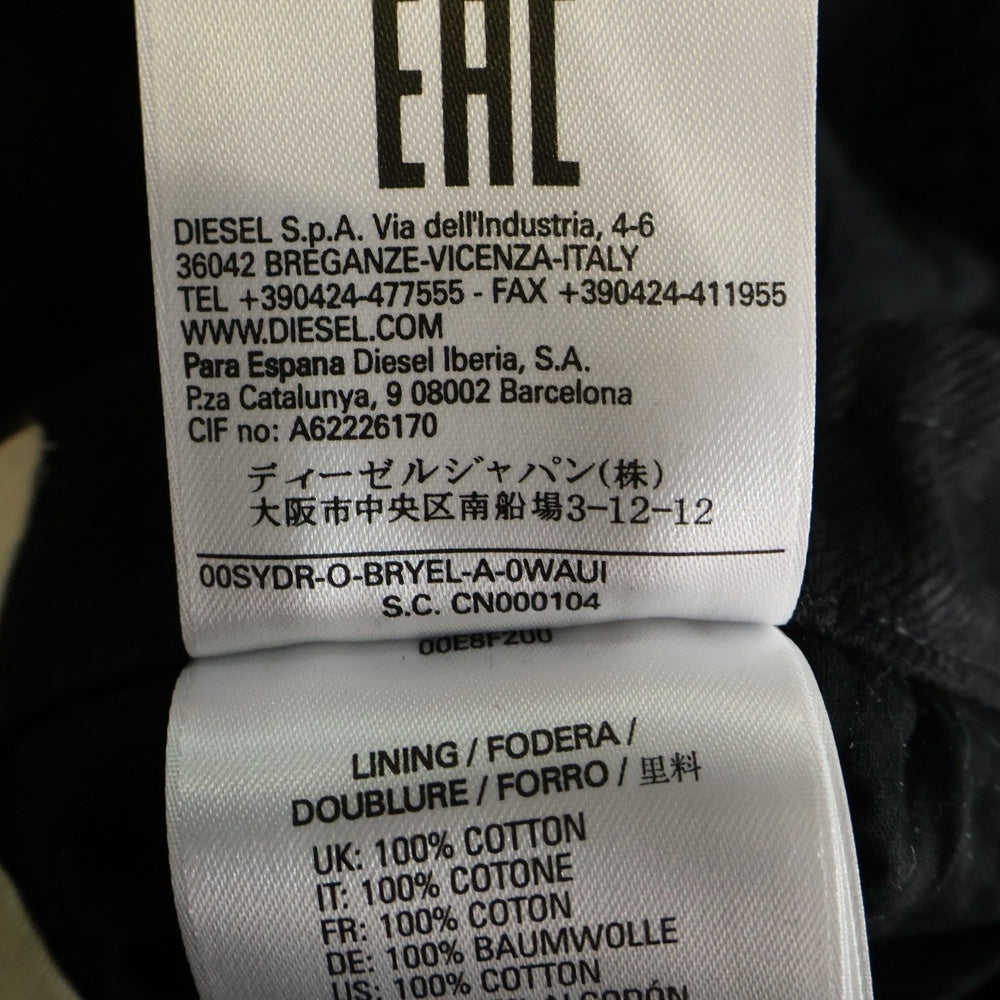 EAC
DIESEL S.p.A. Via dell'Industria, 4-6
36042 BREGANZE-VICENZA-ITALY
TEL +390424-477555 - FAX +390424-411955
WWW.DIESEL.COM
Para Espana Diesel Iberia, S.A.
P.za Catalunya, 9 08002 Barcelona
CIF no: A62226170
ディーゼルジャパン(株)
大阪市中央区南船場3-12-12
00SYDR-O-BRYEL-A-0WAUI
S.C. CN000104
00E8F200
LINING / FODERA /
DOUBLURE / FORRO / 里料
UK: 100% COTTON
IT: 100% COTONE
FR: 100% COTON
DE: 100% BAUMWOLLE
US: 100% COTTON
ALGODÓN